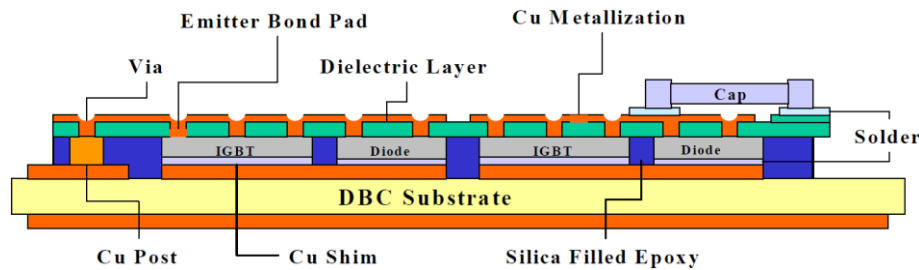 Emitter Bond Pad
Cu Metallization
Via
Dielectric Layer
Cap
Solder
IGBT
Diode
IGBT
Diode
DBC Substrate
Cu Post
Cu Shim
Silica Filled Epoxy